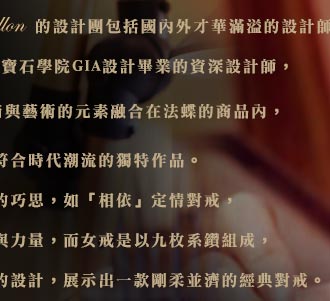 llon 的設計團包括國內外才華滿溢的設計師
寶石學院GIA設計畢業的資深設計師，
與藝術的元素融合在法蝶的商品內，
符合時代潮流的獨特作品。
的巧思，如『相依』定情對戒，
與力量，而女戒是以九枚系鑽組成，
的設計，展示出一款剛柔並濟的經典對戒。